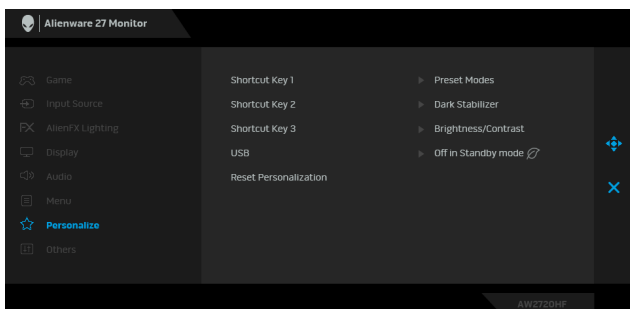 Alienware 27 Monitor
Game
Input Source
AlienFX Lighting
Display
Audio
Menu
Personalize
Others
Shortcut Key 1 Preset Modes
Shortcut Key 2 Dark Stabilizer
Shortcut Key 3 Brightness/Contrast
USB Off in Standby mode
Reset Personalization
AW2720HF